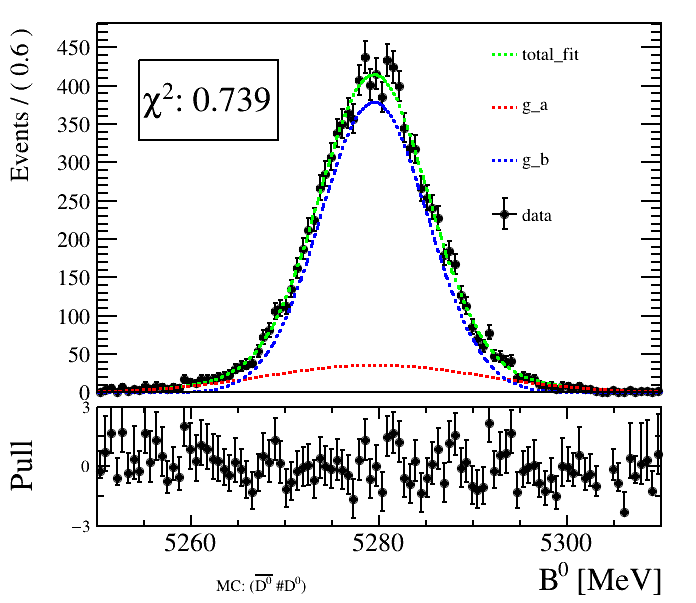 Events / ( 0.6 )
450
400
350
300
250
200
150
100
50
0
χ²: 0.739
total_fit
g_a
g_b
data
Pull
3
0
−3
5260 5280 5300
MC: (D̅⁰ #D⁰)
B⁰ [MeV]